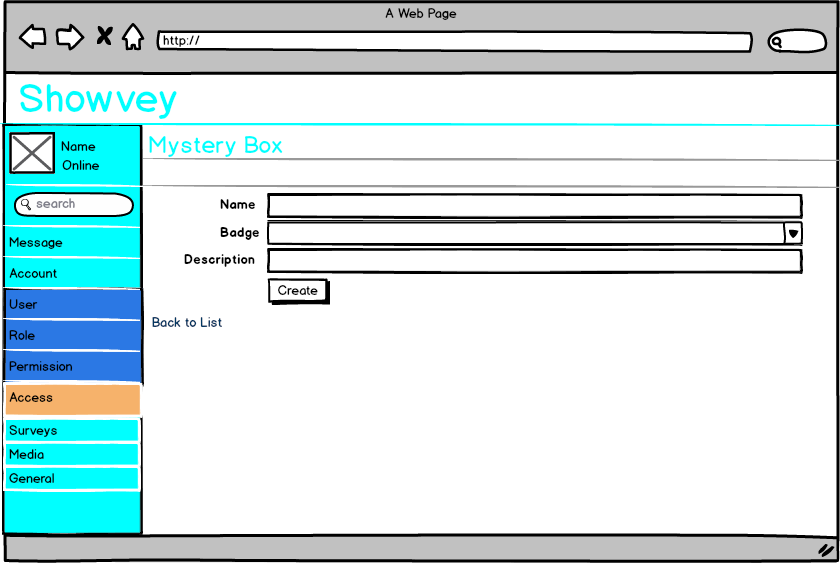 A Web Page
http://
Showvey
Name
Online
search
Message
Account
User
Role
Permission
Access
Surveys
Media
General
Mystery Box
Name
Badge
Description
Create
Back to List